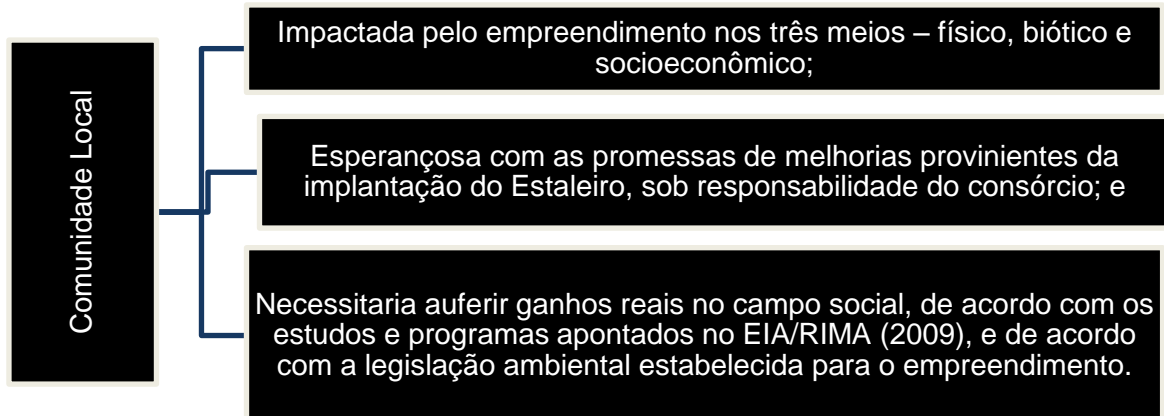 Comunidade Local
Impactada pelo empreendimento nos três meios – físico, biótico e
socioeconômico;
Esperançosa com as promessas de melhorias provinientes da
implantação do Estaleiro, sob responsabilidade do consórcio; e
Necessitaria auferir ganhos reais no campo social, de acordo com os
estudos e programas apontados no EIA/RIMA (2009), e de acordo
com a legislação ambiental estabelecida para o empreendimento.